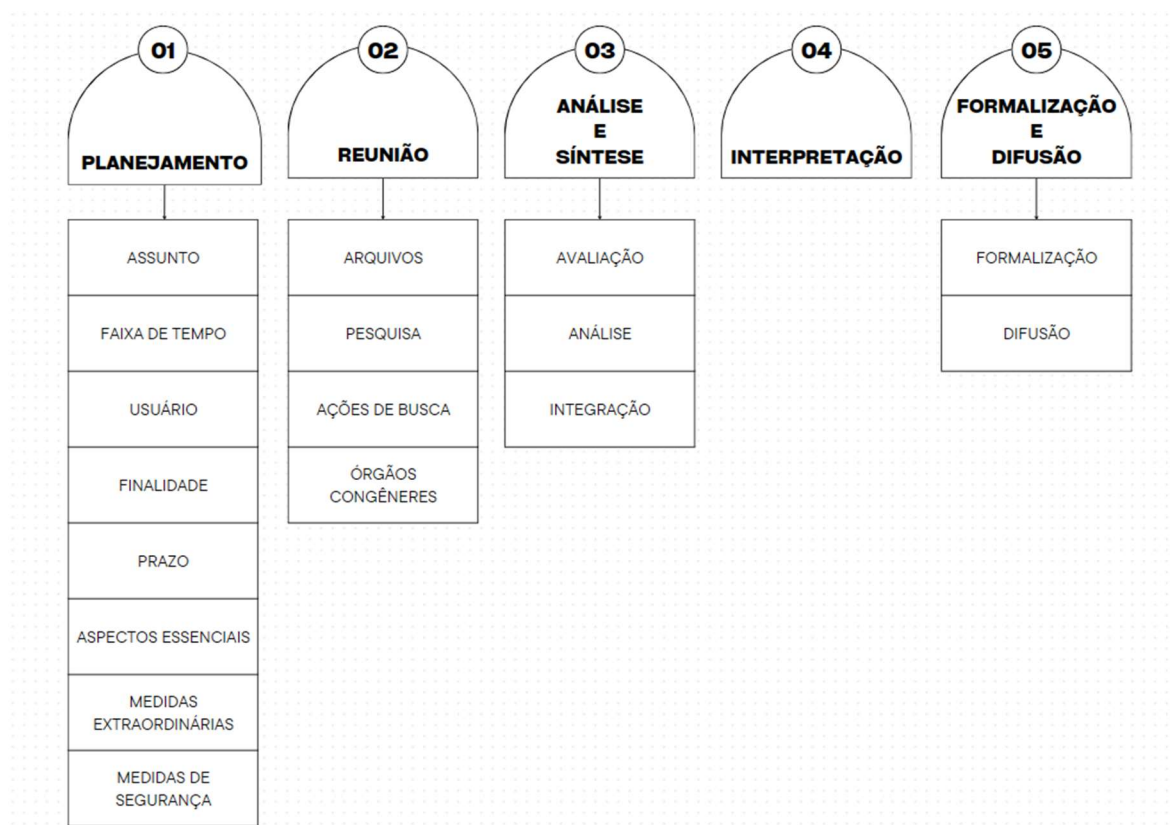 01
PLANEJAMENTO
ASSUNTO
FAIXA DE TEMPO
USUÁRIO
FINALIDADE
PRAZO
ASPECTOS ESSENCIAIS
MEDIDAS
EXTRAORDINÁRIAS
MEDIDAS DE
SEGURANÇA
02
REUNIÃO
ARQUIVOS
PESQUISA
AÇÕES DE BUSCA
ÓRGÃOS
CONGÊNERES
03
ANÁLISE
E
SÍNTESE
AVALIAÇÃO
ANÁLISE
INTEGRAÇÃO
04
INTERPRETAÇÃO
05
FORMALIZAÇÃO
E
DIFUSÃO
FORMALIZAÇÃO
DIFUSÃO